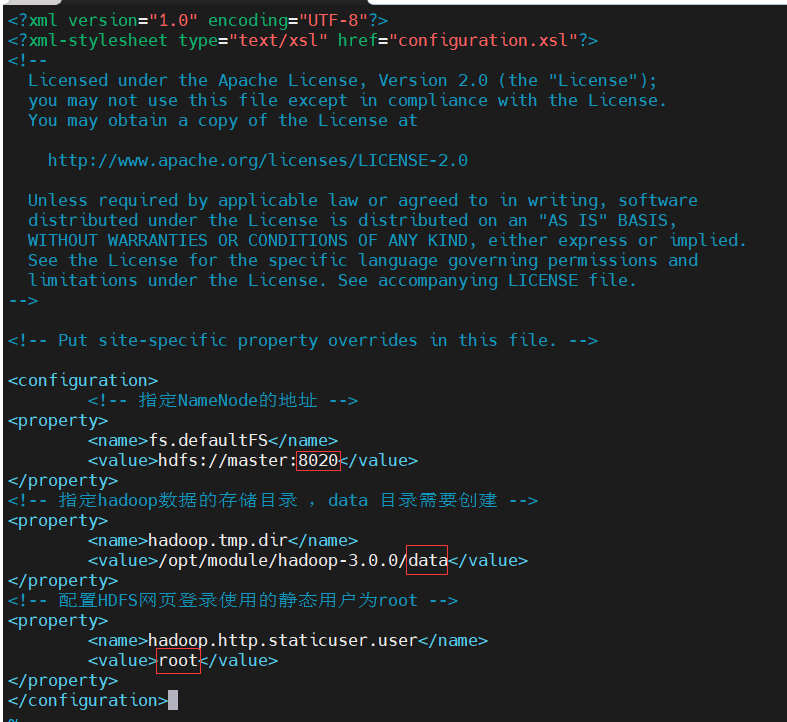 <?xml version="1.0" encoding="UTF-8"?>
<?xml-stylesheet type="text/xsl" href="configuration.xsl"?>
<!--
  Licensed under the Apache License, Version 2.0 (the "License");
  you may not use this file except in compliance with the License.
  You may obtain a copy of the License at

    http://www.apache.org/licenses/LICENSE-2.0

  Unless required by applicable law or agreed to in writing, software
  distributed under the License is distributed on an "AS IS" BASIS,
  WITHOUT WARRANTIES OR CONDITIONS OF ANY KIND, either express or implied.
  See the License for the specific language governing permissions and
  limitations under the License. See accompanying LICENSE file.
-->

<!-- Put site-specific property overrides in this file. -->

<configuration>
        <!-- 指定NameNode的地址 -->
<property>
        <name>fs.defaultFS</name>
        <value>hdfs://master:8020</value>
</property>
<!-- 指定hadoop数据的存储目录 ，data 目录需要创建 -->
<property>
        <name>hadoop.tmp.dir</name>
        <value>/opt/module/hadoop-3.0.0/data</value>
</property>
<!-- 配置HDFS网页登录使用的静态用户为root -->
<property>
        <name>hadoop.http.staticuser.user</name>
        <value>root</value>
</property>
</configuration>